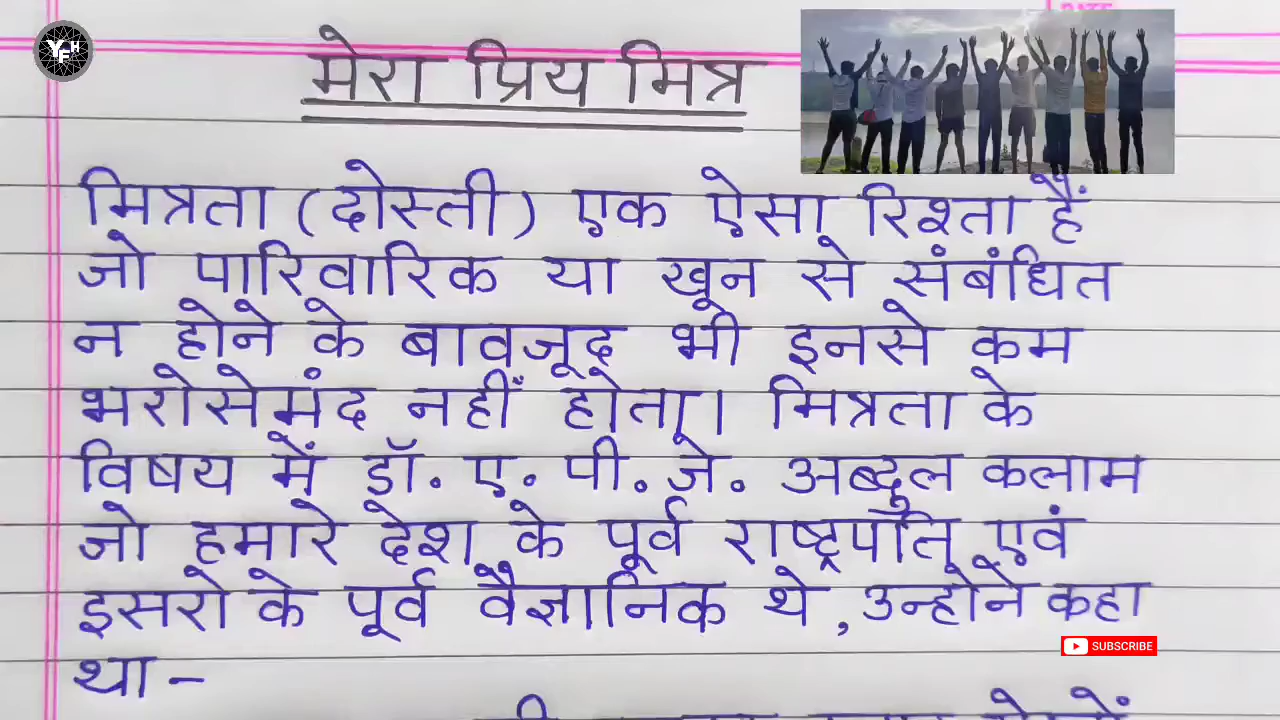 मेरा प्रिय मित्र
मित्रता (दोस्ती) एक ऐसा रिश्ता हैं
जो पारिवारिक या खून से संबंधित
न होने के बावजूद भी इनसे कम
भरोसेमंद नहीं होता। मित्रता के
विषय में डॉ. ए. पी. जे. अब्दुल कलाम
जो हमारे देश के पूर्व राष्ट्रपति एवं
इसरो के पूर्व वैज्ञानिक थे, उन्होंने कहा
था -
YFH
SUBSCRIBE